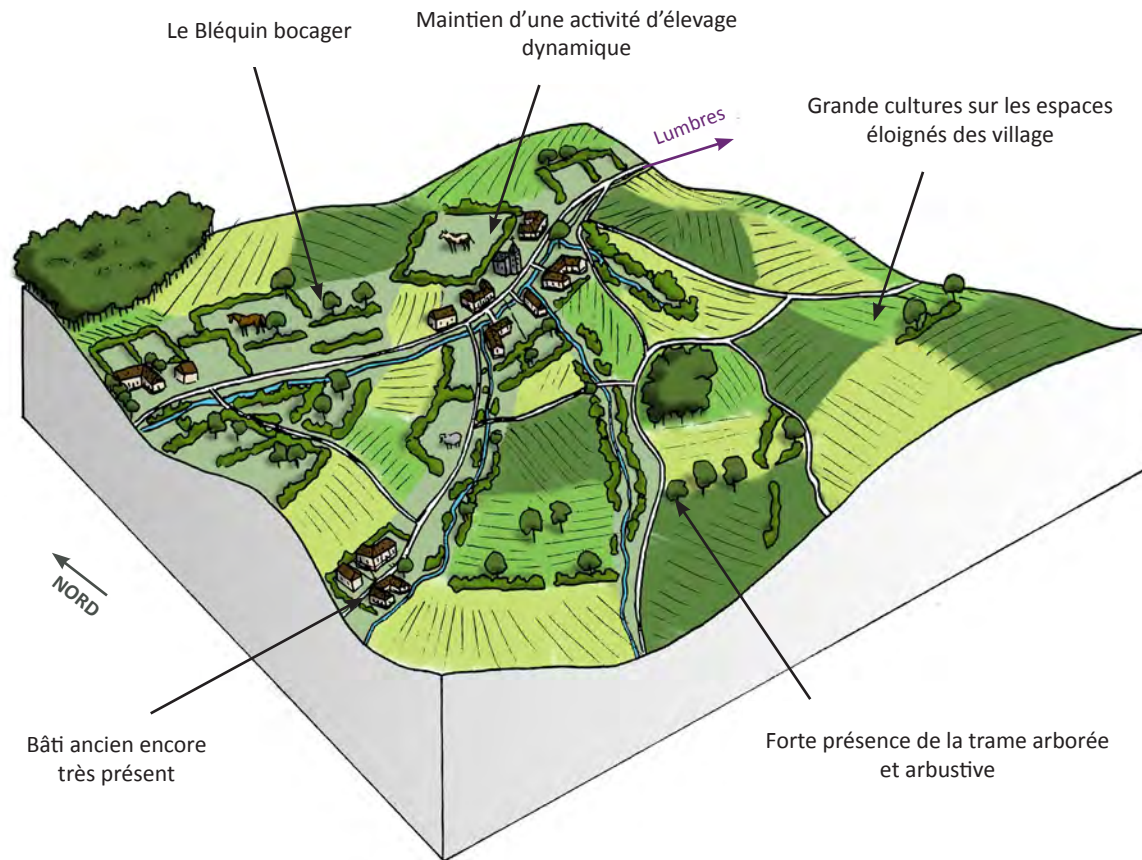 Le Bléquin bocager
Maintien d'une activité d'élevage
dynamique
Grande cultures sur les espaces
éloignés des village
Lumbres
NORD
Bâti ancien encore
très présent
Forte présence de la trame arborée
et arbustive